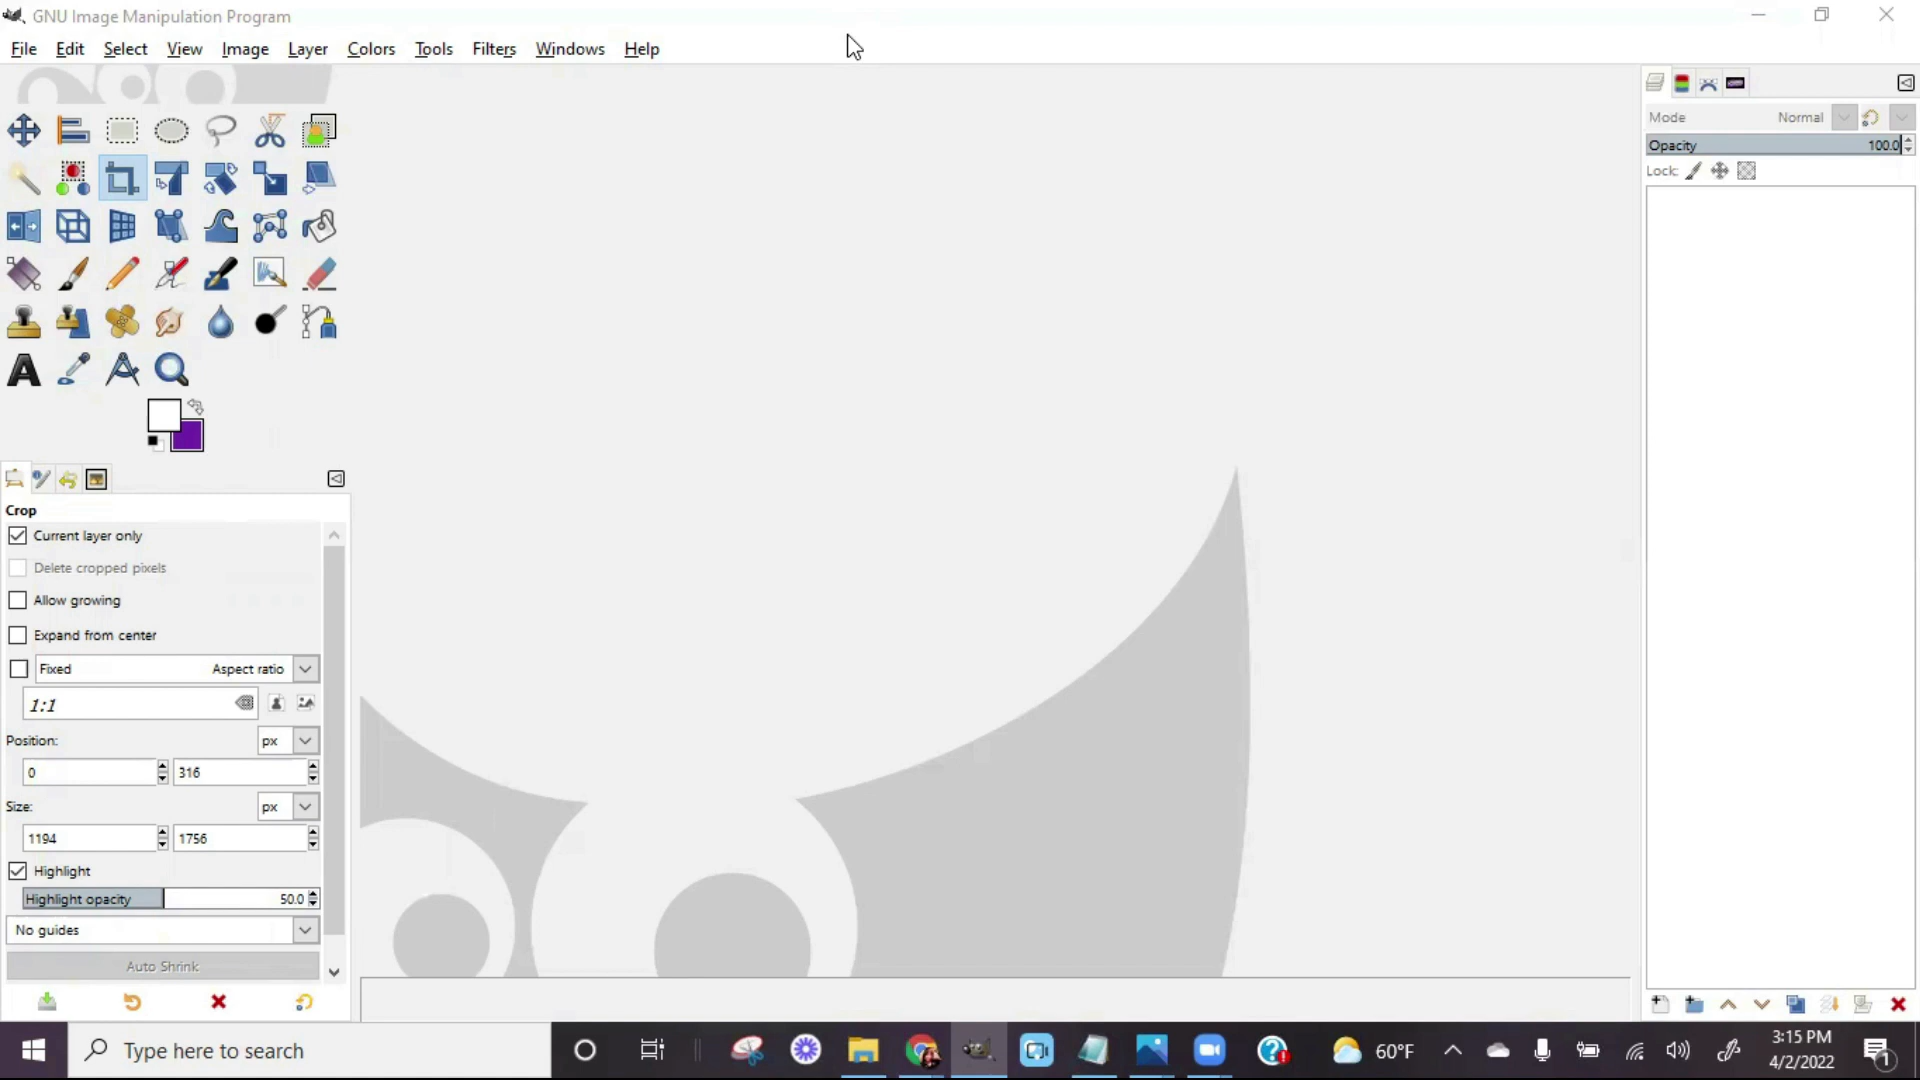 GNU Image Manipulation Program
File Edit Select View Image Layer Colors Tools Filters Windows Help
Mode Normal
Opacity 100.0
Lock:
Crop
Current layer only
Delete cropped pixels
Allow growing
Expand from center
Fixed Aspect ratio
1:1
Position: px
0 316
Size: px
1194 1756
Highlight
Highlight opacity 50.0
No guides
Auto Shrink
Type here to search
60°F
3:15 PM
4/2/2022
1